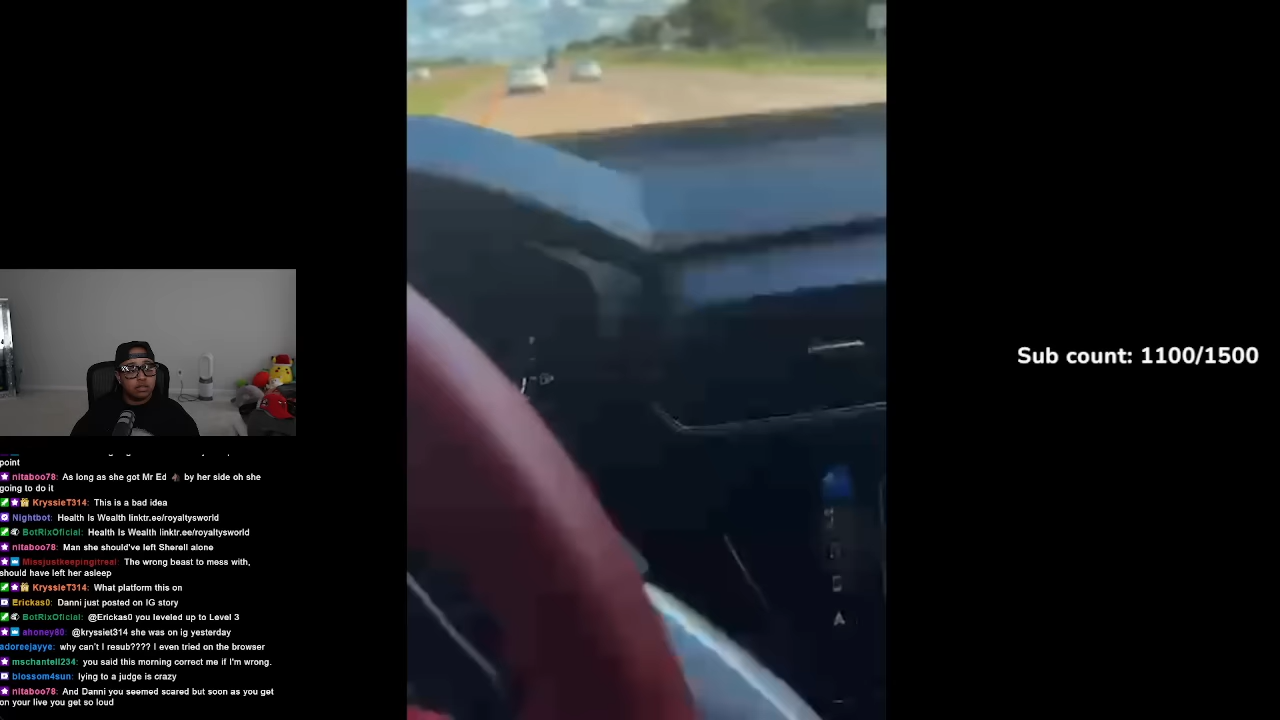 Sub count: 1100/1500
point
nitaboo78: As long as she got Mr Ed by her side oh she
going to do it
KryssieT314: This is a bad idea
Nightbot: Health Is Wealth linktr.ee/royaltysworld
BotRixOficial: Health Is Wealth linktr.ee/royaltysworld
nitaboo78: Man she should've left Sherell alone
Missjustkeepingitreal: The wrong beast to mess with,
should have left her asleep
KryssieT314: What platform this on
Erickas0: Danni just posted on IG story
BotRixOficial: @Erickas0 you leveled up to Level 3
ahoney80: @kryssiet314 she was on ig yesterday
adoreejayye: why can't I resub???? I even tried on the browser
mschantell234: you said this morning correct me if I'm wrong.
blossom4sun: lying to a judge is crazy
nitaboo78: And Danni you seemed scared but soon as you get
on your live you get so loud